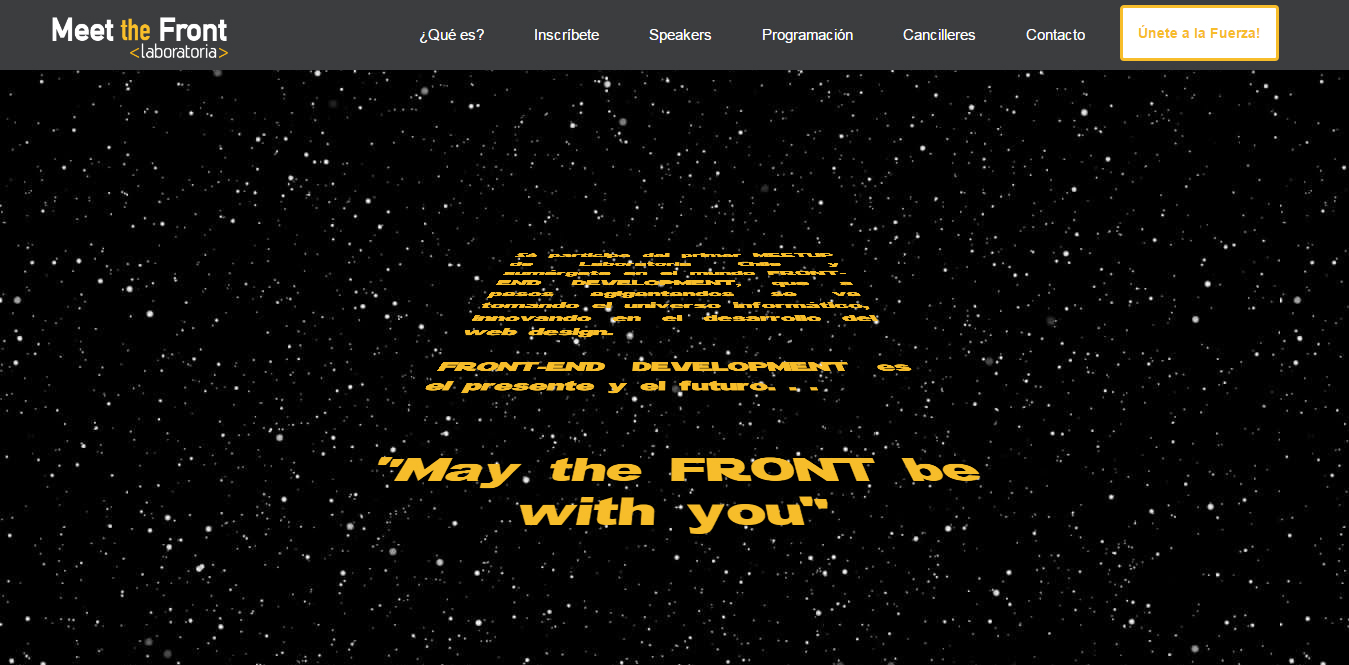 Meet the Front
<laboratoria>
¿Qué es?
Inscríbete
Speakers
Programación
Cancilleres
Contacto
Únete a la Fuerza!
Sé partícipe del primer MEETUP
de Laboratoria Chile y
sumérgete en el mundo FRONT-
END DEVELOPMENT, que a
pasos agigantandos se va
tomando el universo informático,
innovando en el desarrollo del
web design.
FRONT-END DEVELOPMENT es
el presente y el futuro. . .
"May the FRONT be
with you"